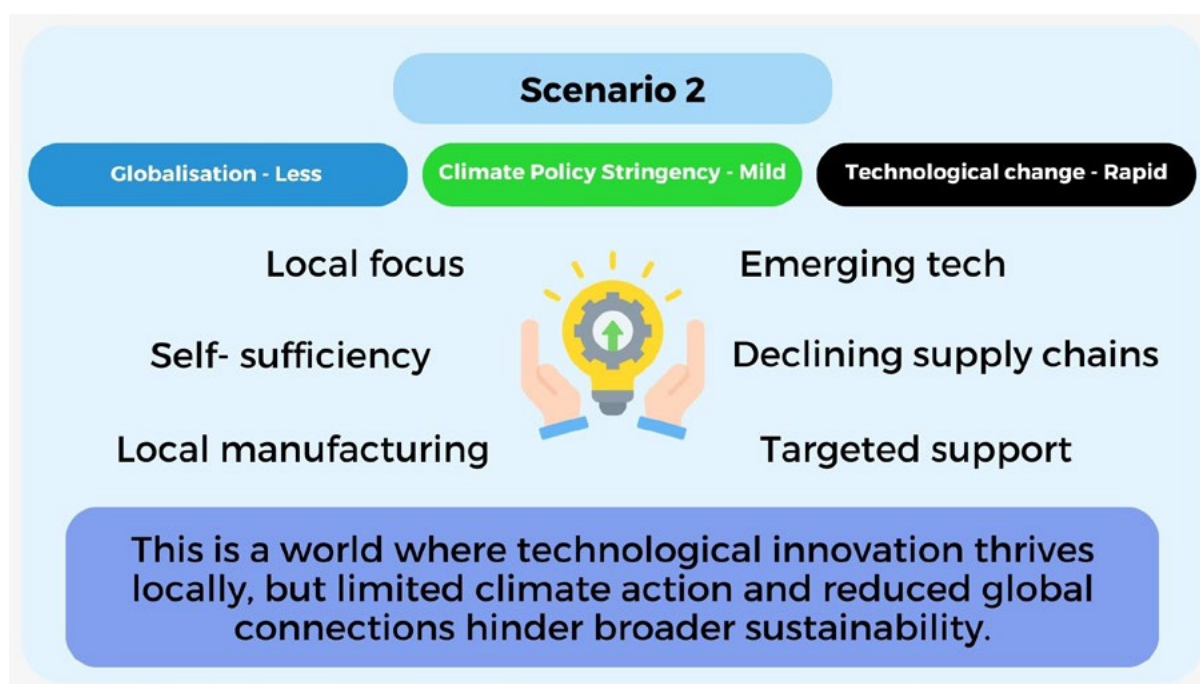 Scenario 2
Globalisation - Less
Climate Policy Stringency - Mild
Technological change - Rapid
Local focus
Emerging tech
Self- sufficiency
Declining supply chains
Local manufacturing
Targeted support
This is a world where technological innovation thrives
locally, but limited climate action and reduced global
connections hinder broader sustainability.